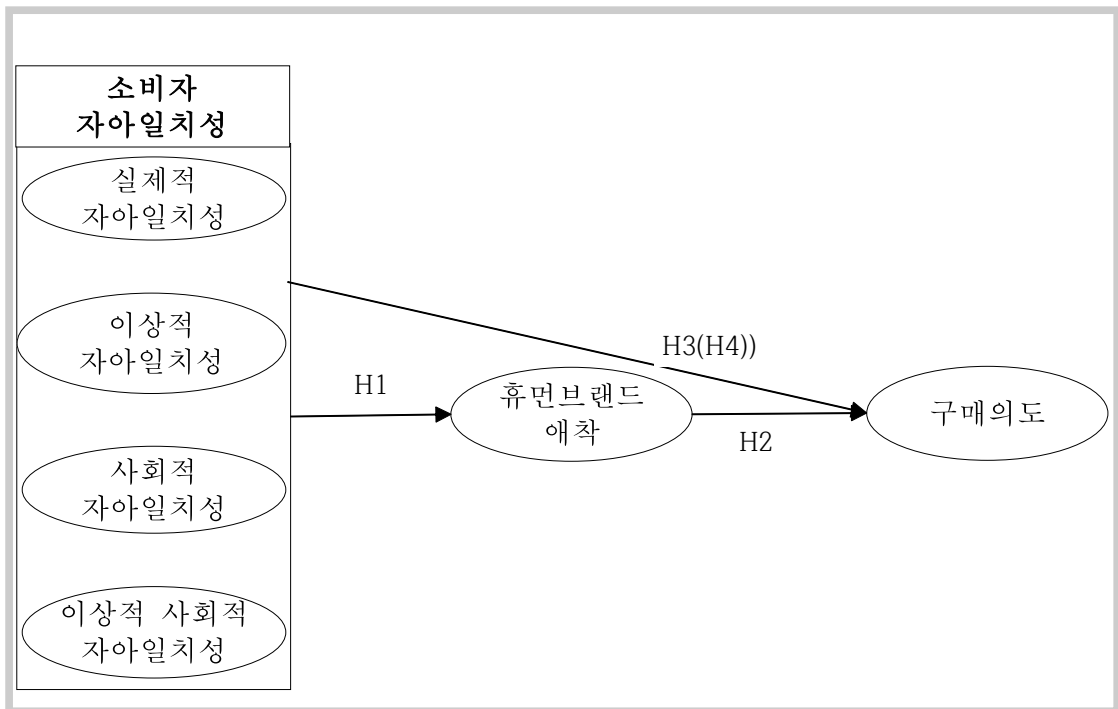 소비자
자아일치성
실제적
자아일치성
이상적
자아일치성
H3(H4))
H1
휴먼브랜드
애착
구매의도
H2
사회적
자아일치성
이상적 사회적
자아일치성